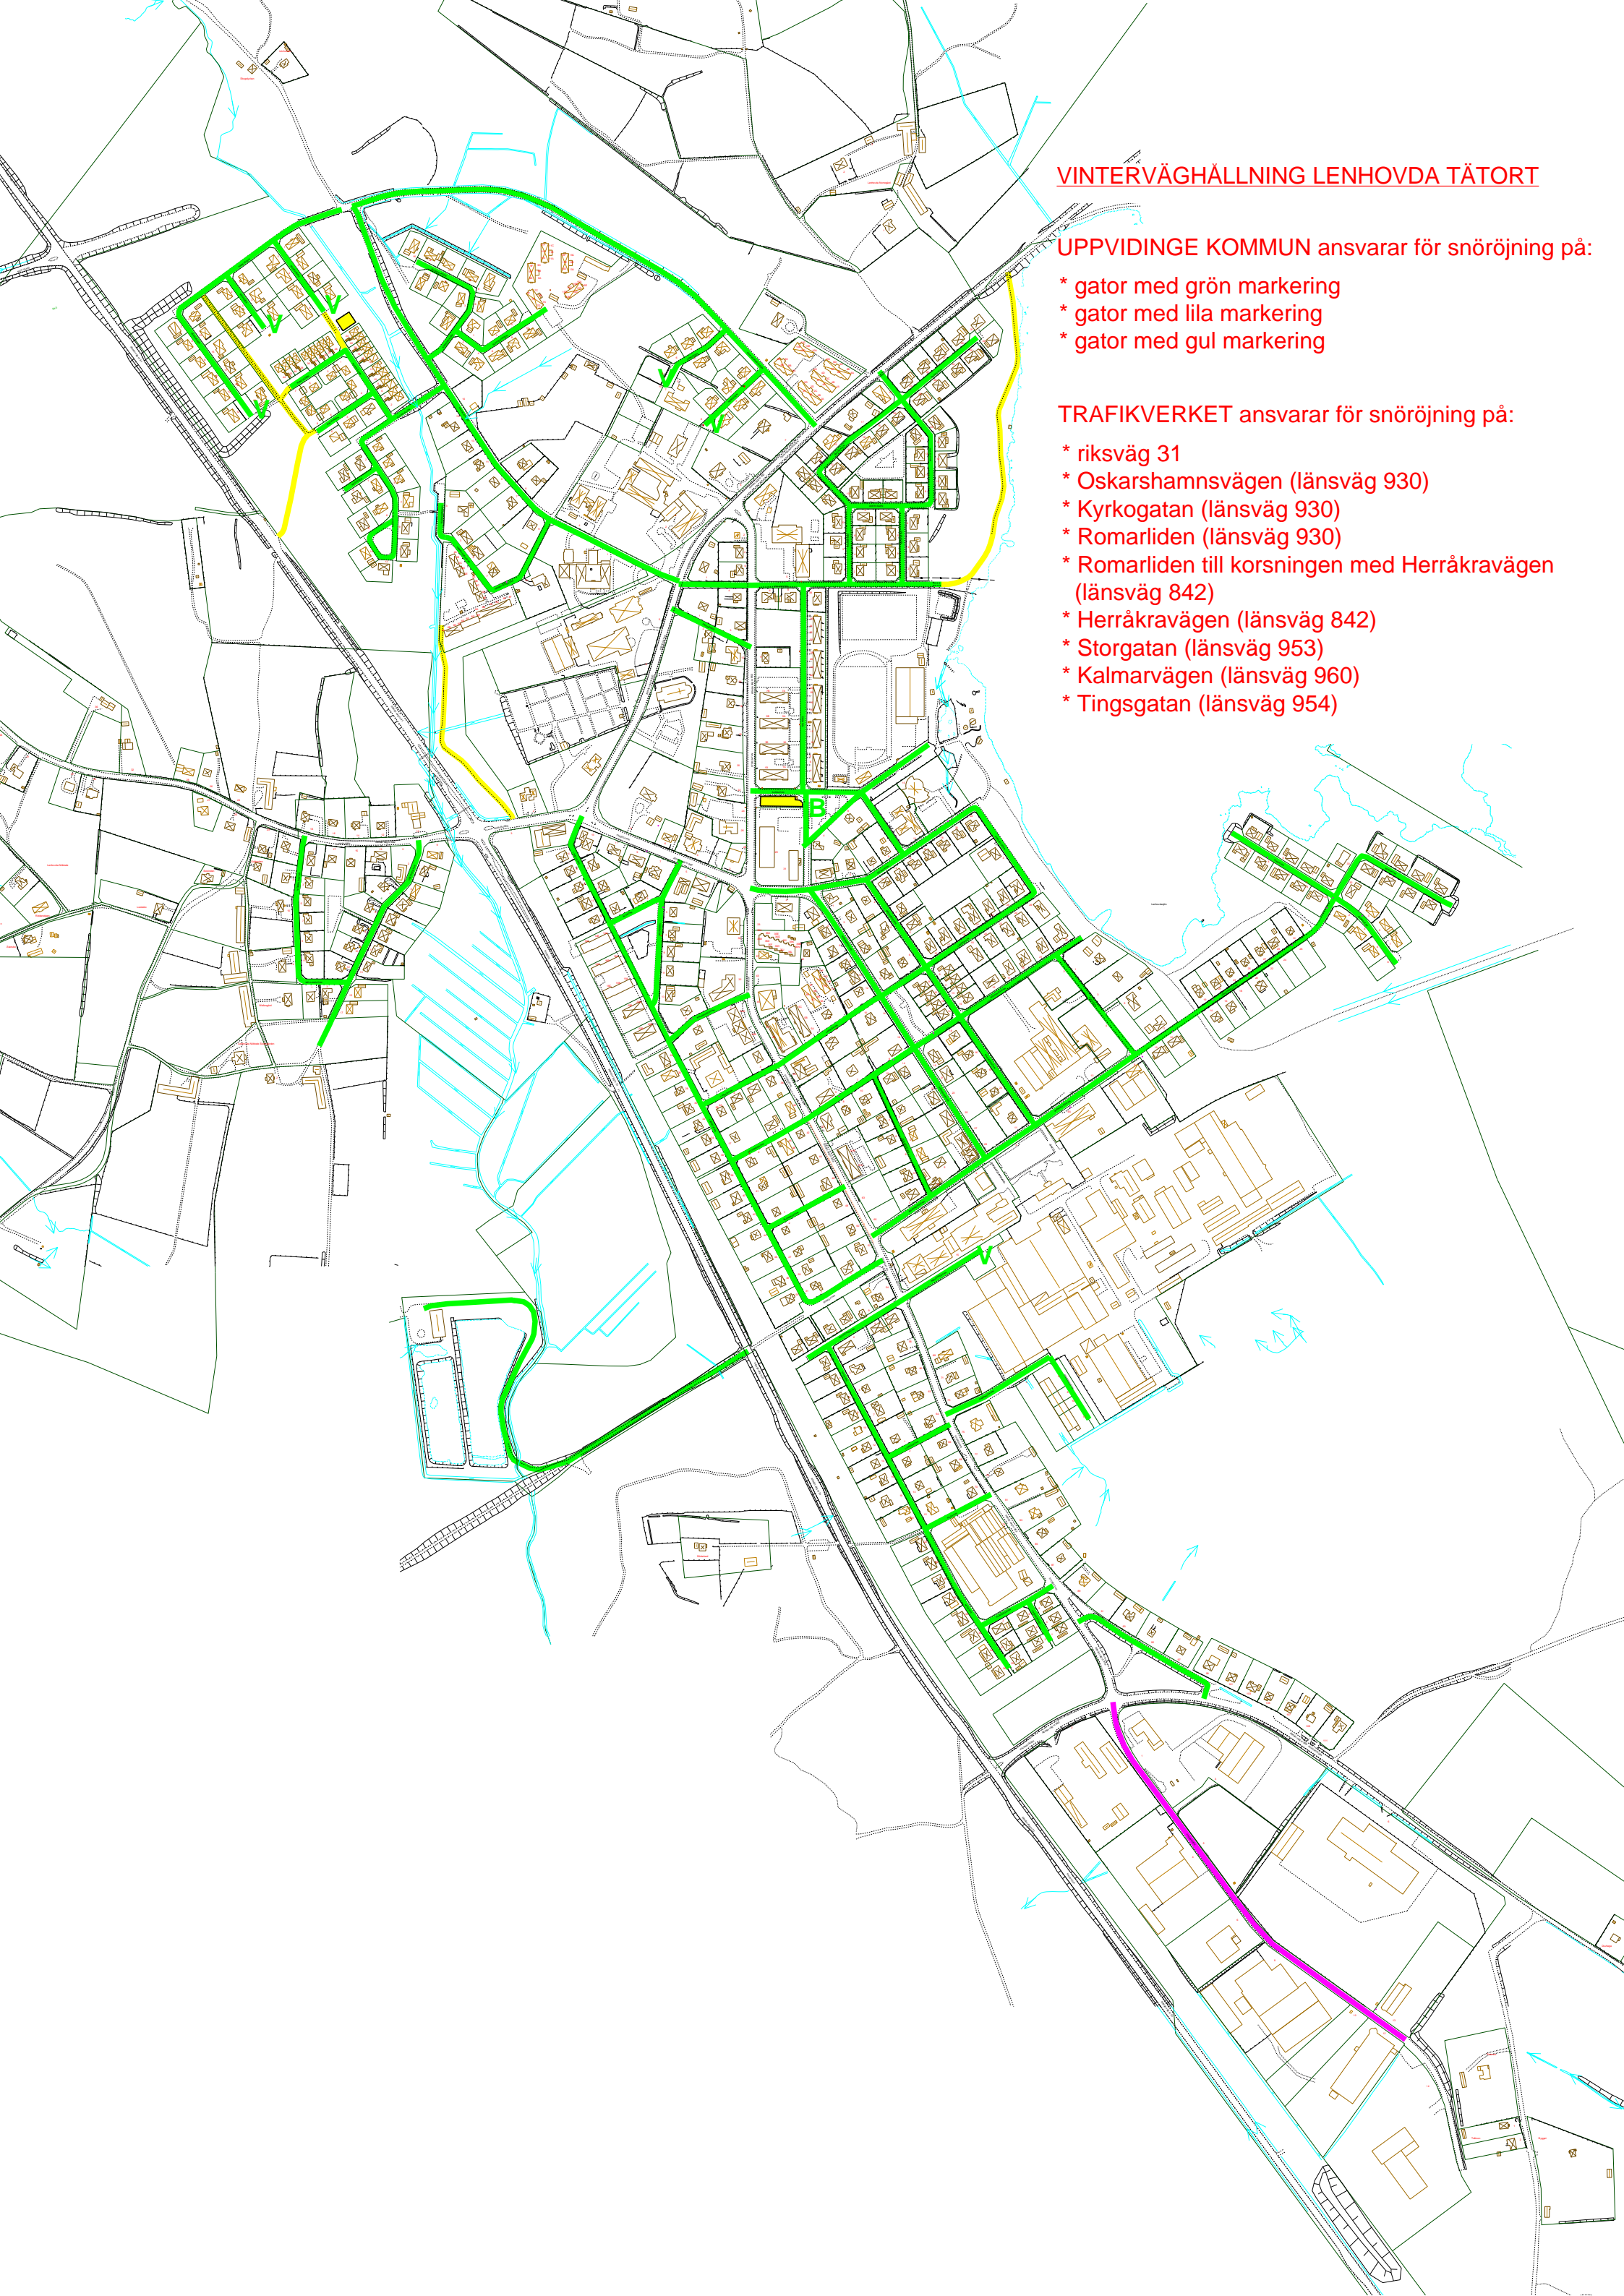 VINTERVÄGHÅLLNING LENHOVDA TÄTORT
UPPVIDINGE KOMMUN ansvarar för snöröjning på:
* gator med grön markering
* gator med lila markering
* gator med gul markering
TRAFIKVERKET ansvarar för snöröjning på:
* riksväg 31
* Oskarshamnsvägen (länsväg 930)
* Kyrkogatan (länsväg 930)
* Romarliden (länsväg 930)
* Romarliden till korsningen med Herråkravägen
(länsväg 842)
* Herråkravägen (länsväg 842)
* Storgatan (länsväg 953)
* Kalmarvägen (länsväg 960)
* Tingsgatan (länsväg 954)
V
V
V
V
V
V
B
V